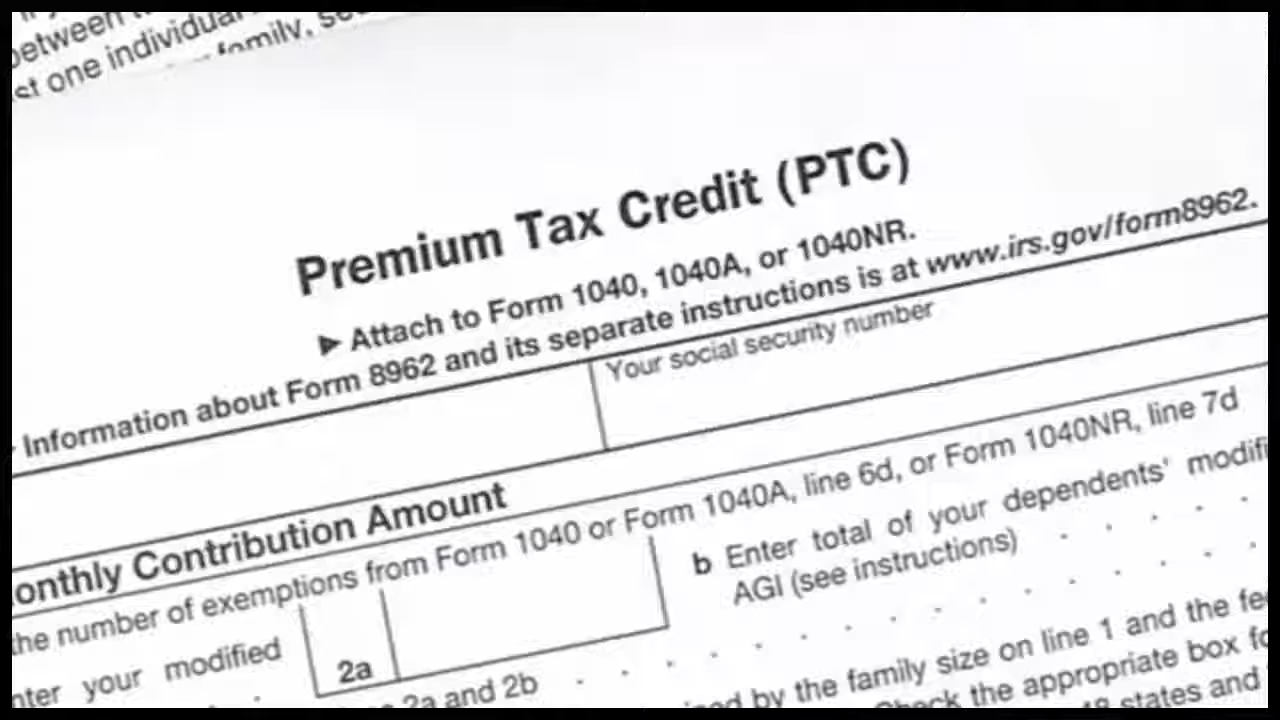 between
st one individual
family, se
Premium Tax Credit (PTC)
▶ Attach to Form 1040, 1040A, or 1040NR.
Information about Form 8962 and its separate instructions is at www.irs.gov/form8962.
Your social security number
onthly Contribution Amount
the number of exemptions from Form 1040 or Form 1040A, line 6d, or Form 1040NR, line 7d
nter your modified
2a
b Enter total of your dependents' modifi
AGI (see instructions)
2a and 2b
by the family size on line 1 and the fe
Check the appropriate box fo
48 states and